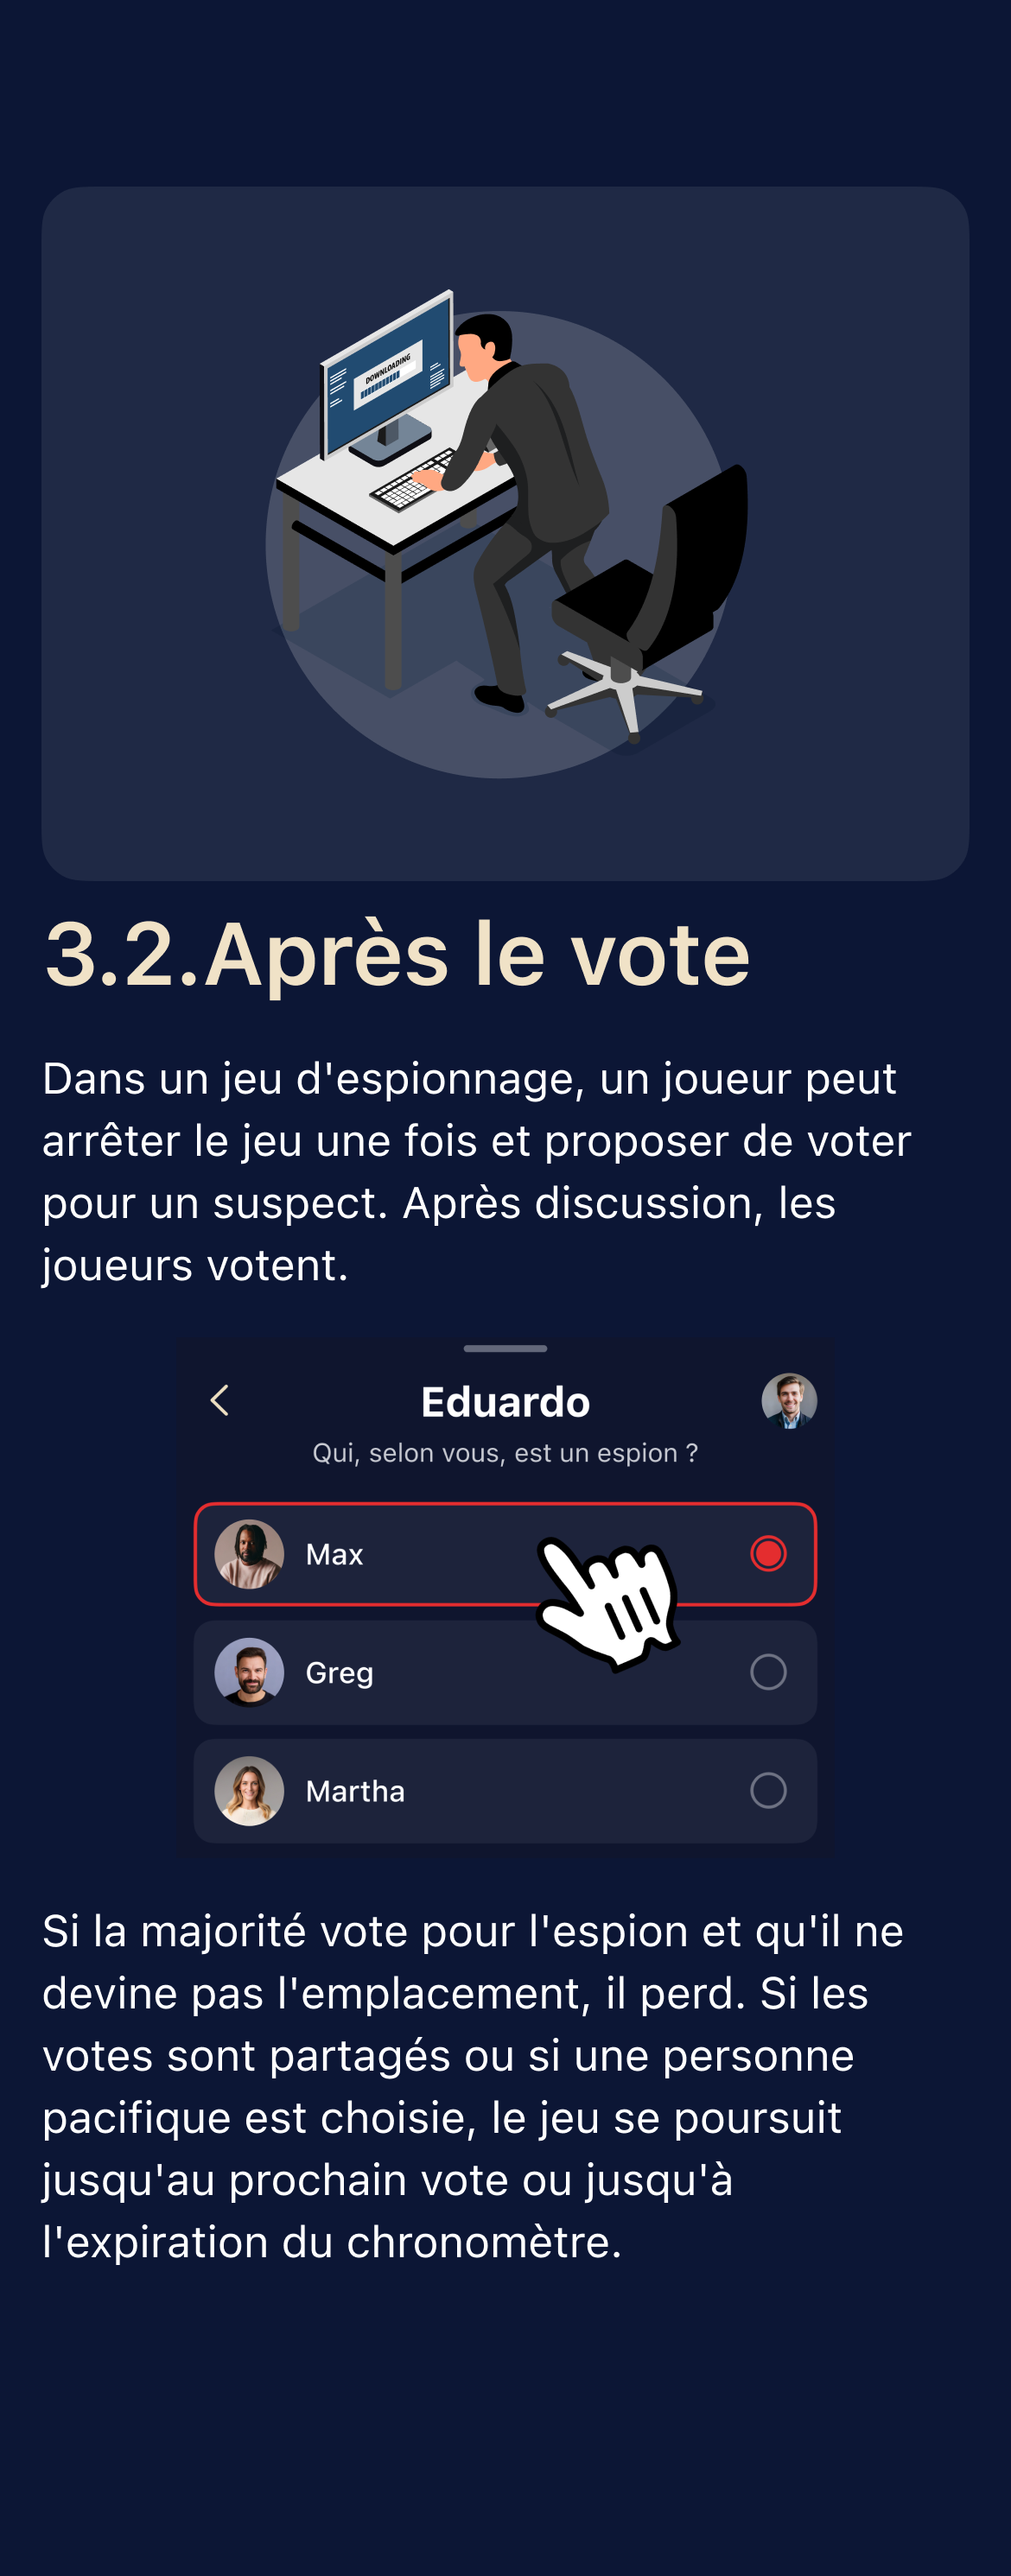 DOWNLOADING
3.2.Après le vote
Dans un jeu d'espionnage, un joueur peut
arrêter le jeu une fois et proposer de voter
pour un suspect. Après discussion, les
joueurs votent.
Eduardo
Qui, selon vous, est un espion ?
Max
Greg
Martha
Si la majorité vote pour l'espion et qu'il ne
devine pas l'emplacement, il perd. Si les
votes sont partagés ou si une personne
pacifique est choisie, le jeu se poursuit
jusqu'au prochain vote ou jusqu'à
l'expiration du chronomètre.